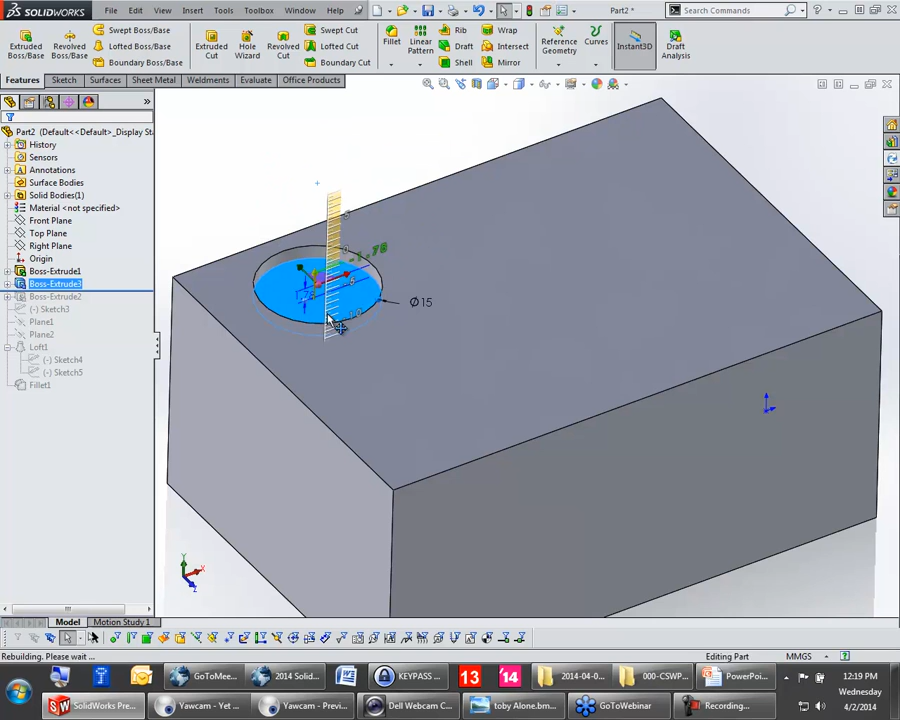 SOLIDWORKS File Edit View Insert Tools Toolbox Window Help Part2 * Search Commands
Extruded Boss/Base Revolved Boss/Base Swept Boss/Base Lofted Boss/Base Boundary Boss/Base Extruded Cut Hole Wizard Revolved Cut Swept Cut Lofted Cut Boundary Cut Fillet Linear Pattern Rib Draft Shell Wrap Intersect Mirror Reference Geometry Curves Instant3D Draft Analysis
Features Sketch Surfaces Sheet Metal Weldments Evaluate Office Products
Part2 (Default<<Default>_Display Sta
History
Sensors
Annotations
Surface Bodies
Solid Bodies(1)
Material <not specified>
Front Plane
Top Plane
Right Plane
Origin
Boss-Extrude1
Boss-Extrude3
Boss-Extrude2
(-) Sketch3
Plane1
Plane2
Loft1
(-) Sketch4
(-) Sketch5
Fillet1
-1.75
Ø15
Y
X
Z
Model Motion Study 1
Rebuilding. Please wait ... Editing Part MMGS
GoToMee... 2014 Solid... KEYPASS ... 13 14 2014-04-0... 000-CSWP... PowerPoi... 12:19 PM
Wednesday
SolidWorks Pre... Yawcam - Yet ... Yawcam - Previ... Dell Webcam C... toby Alone.bm... GoToWebinar Recording... 4/2/2014